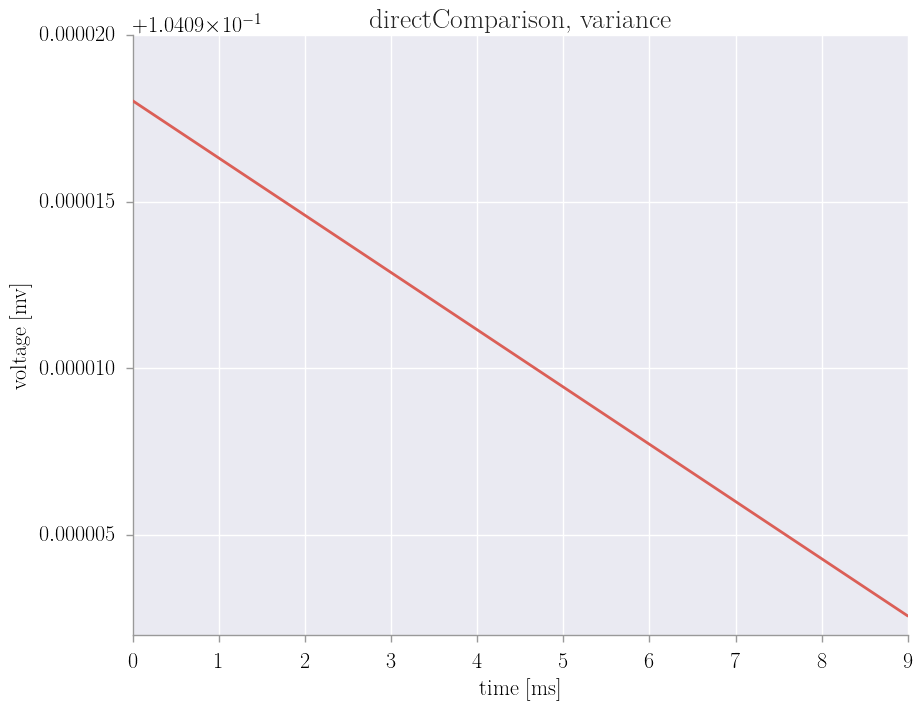 directComparison, variance
+1.0409×10⁻¹
0.000020
0.000015
0.000010
0.000005
voltage [mv]
0 1 2 3 4 5 6 7 8 9
time [ms]